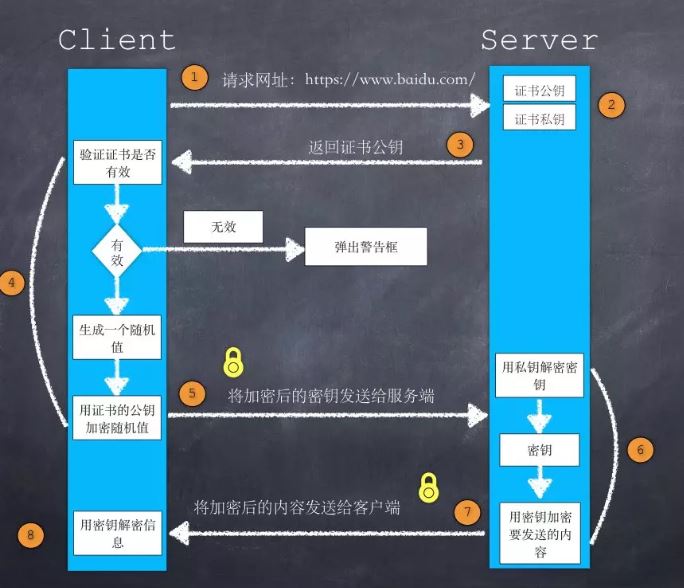 Client
Server
1
请求网址：https://www.baidu.com/
证书公钥
证书私钥
2
返回证书公钥
3
验证证书是否
有效
有
效
无效
弹出警告框
4
生成一个随机
值
用证书的公钥
加密随机值
5
将加密后的密钥发送给服务端
用私钥解密密
钥
密钥
6
用密钥加密
要发送的内
容
将加密后的内容发送给客户端
7
用密钥解密信
息
8